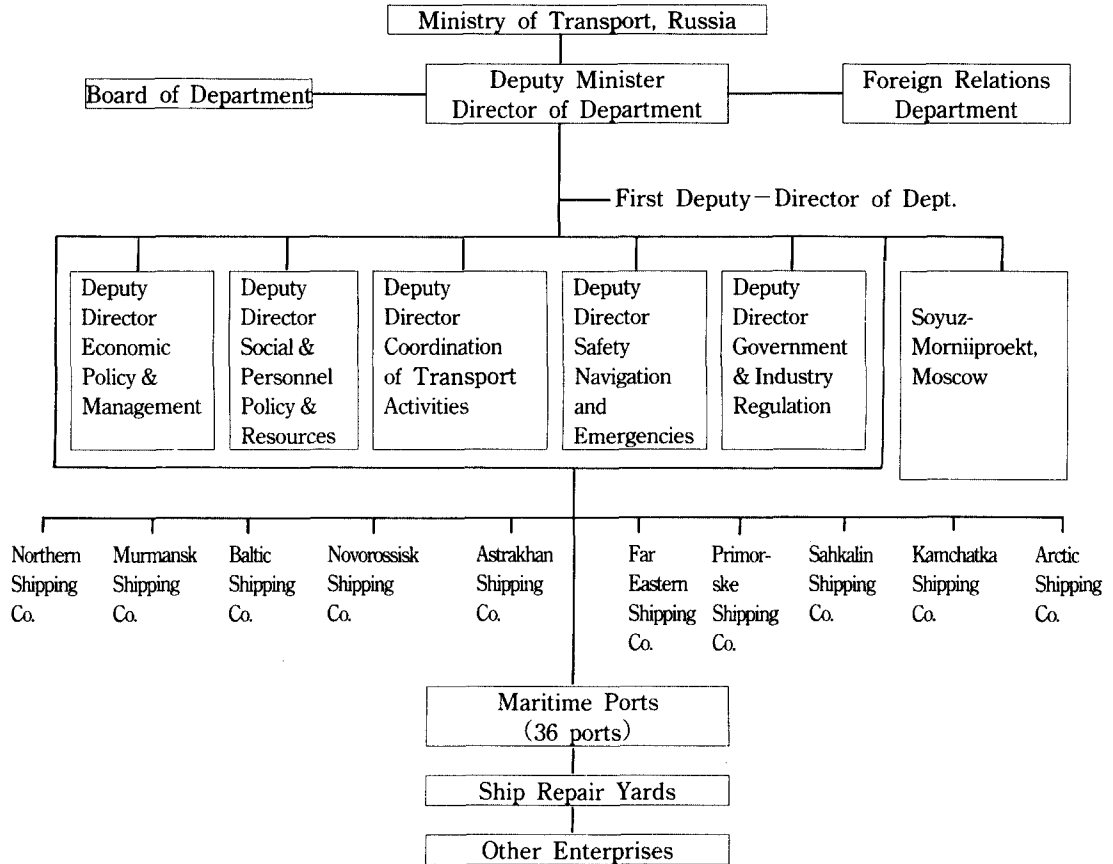 Ministry of Transport, Russia
Board of Department
Deputy Minister
Director of Department
Foreign Relations
Department
First Deputy－Director of Dept.
Deputy
Director
Economic
Policy &
Management
Deputy
Director
Social &
Personnel
Policy &
Resources
Deputy
Director
Coordination
of Transport
Activities
Deputy
Director
Safety
Navigation
and
Emergencies
Deputy
Director
Government
& Industry
Regulation
Soyuz-
Morniiproekt,
Moscow
Northern
Shipping
Co.
Murmansk
Shipping
Co.
Baltic
Shipping
Co.
Novorossisk
Shipping
Co.
Astrakhan
Shipping
Co.
Far
Eastern
Shipping
Co.
Primor-
ske
Shipping
Co.
Sahkalin
Shipping
Co.
Kamchatka
Shipping
Co.
Arctic
Shipping
Co.
Maritime Ports
(36 ports)
Ship Repair Yards
Other Enterprises